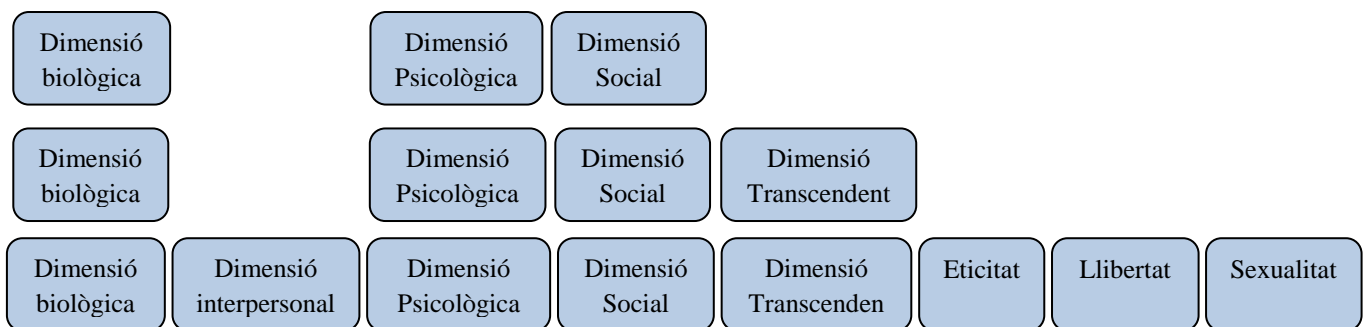 Dimensió
biològica
Dimensió
Psicològica
Dimensió
Social
Dimensió
biològica
Dimensió
Psicològica
Dimensió
Social
Dimensió
Transcendent
Dimensió
biològica
Dimensió
interpersonal
Dimensió
Psicològica
Dimensió
Social
Dimensió
Transcenden
Eticitat
Llibertat
Sexualitat